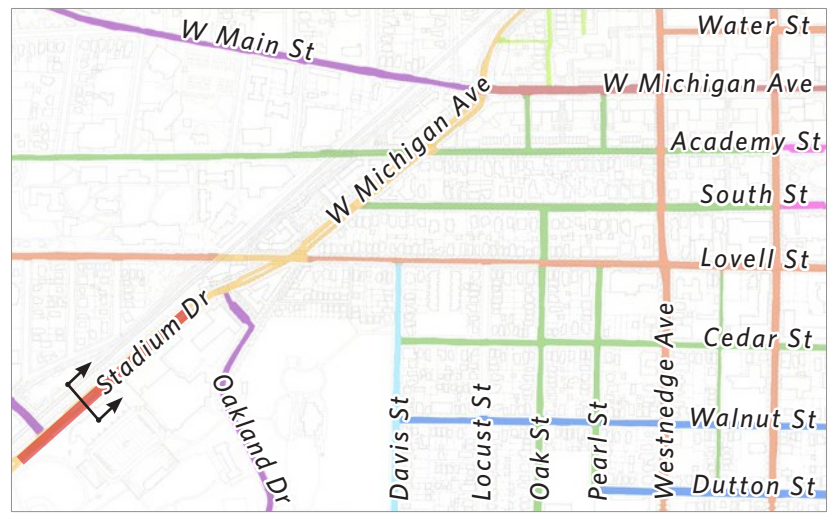 Water St
W Main St
W Michigan Ave
W Michigan Ave
Academy St
South St
Lovell St
Stadium Dr
Cedar St
Oakland Dr
Davis St
Locust St
Oak St
Pearl St
Westnedge Ave
Walnut St
Dutton St